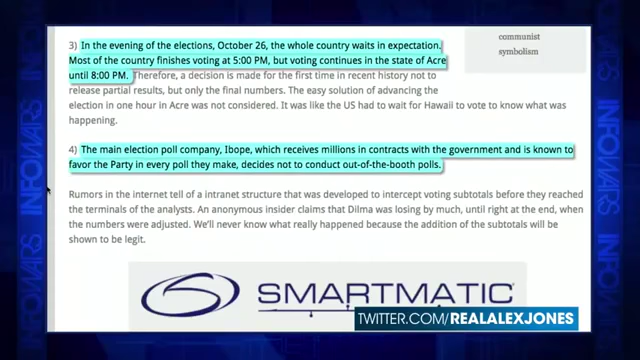 communist
symbolism
3) In the evening of the elections, October 26, the whole country waits in expectation.
Most of the country finishes voting at 5:00 PM, but voting continues in the state of Acre
until 8:00 PM. Therefore, a decision is made for the first time in recent history not to
release partial results, but only the final numbers. The easy solution of advancing the
election in one hour in Acre was not considered. It was like the US had to wait for Hawaii to vote to know what was
happening.
4) The main election poll company, Ibope, which receives millions in contracts with the government and is known to
favor the Party in every poll they make, decides not to conduct out-of-the-booth polls.
Rumors in the internet tell of a intranet structure that was developed to intercept voting subtotals before they reached
the terminals of the analysts. An anonymous insider claims that Dilma was losing by much, until right at the end, when
the numbers were adjusted. We'll never know what really happened because the addition of the subtotals will be
shown to be legit.
SMARTMATIC
TWITTER.COM/REALALEXJONES
INFOWARS
INFOWARS